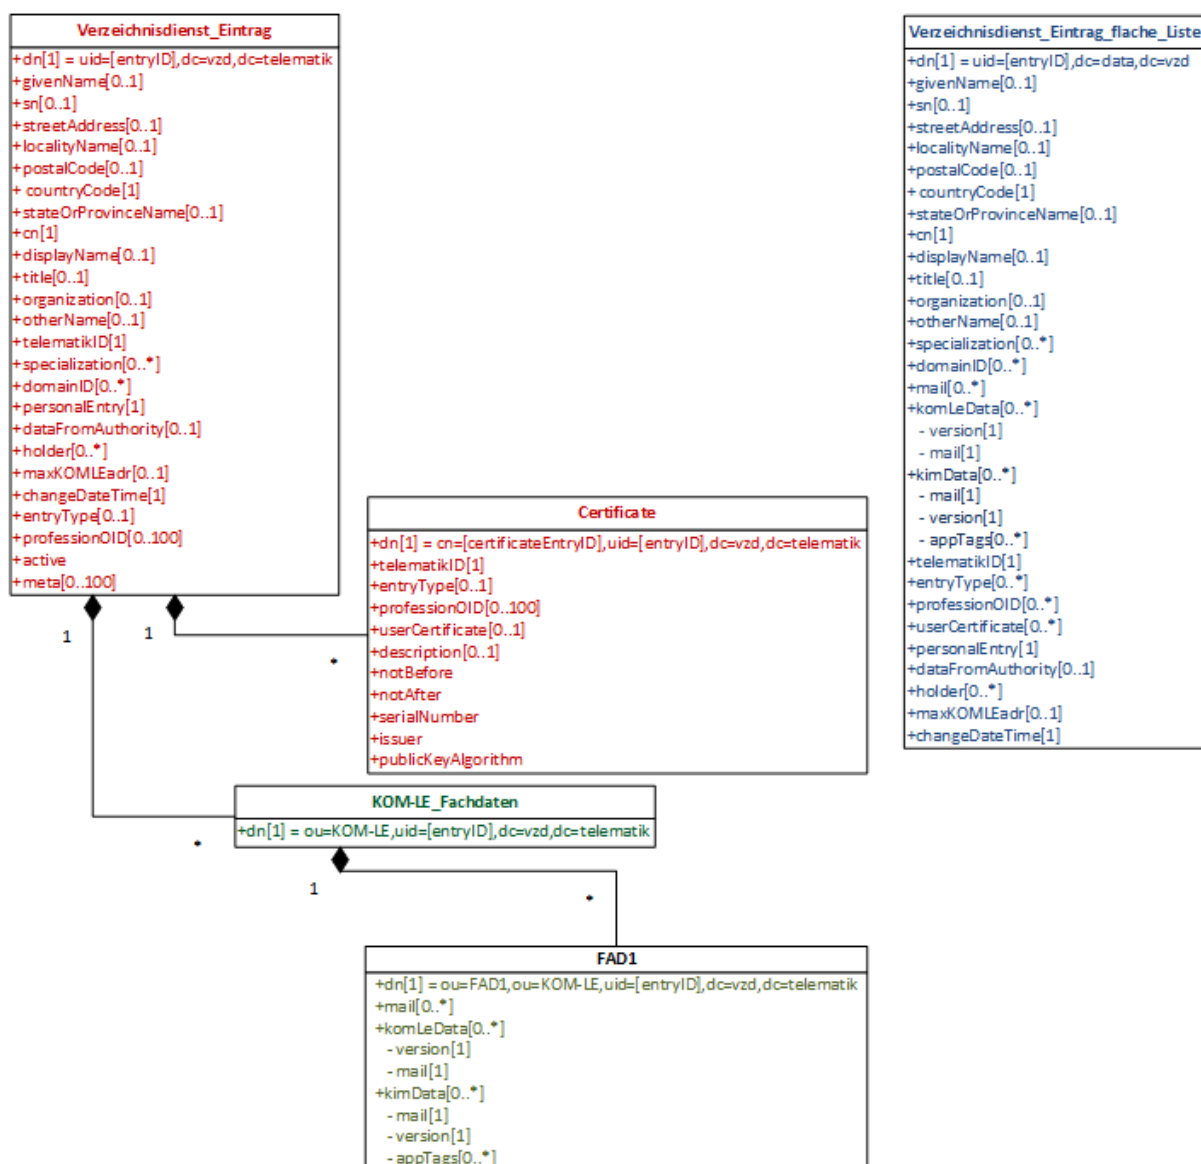 Verzeichnisdienst_Eintrag
+dn[1] = uid=[entryID],dc=vzd,dc=telematik
+givenName[0..1]
+sn[0..1]
+streetAddress[0..1]
+localityName[0..1]
+postalCode[0..1]
+ countryCode[1]
+stateOrProvinceName[0..1]
+cn[1]
+displayName[0..1]
+title[0..1]
+organization[0..1]
+otherName[0..1]
+telematikID[1]
+specialization[0..*]
+domainID[0..*]
+personalEntry[1]
+dataFromAuthority[0..1]
+holder[0..*]
+maxKOMLEadr[0..1]
+changeDateTime[1]
+entryType[0..1]
+professionOID[0..100]
+active
+meta[0..100]
1
1
*
*
Certificate
+dn[1] = cn=[certificateEntryID],uid=[entryID],dc=vzd,dc=telematik
+telematikID[1]
+entryType[0..1]
+professionOID[0..100]
+userCertificate[0..1]
+description[0..1]
+notBefore
+notAfter
+serialNumber
+issuer
+publicKeyAlgorithm
KOM-LE_Fachdaten
+dn[1] = ou=KOM-LE,uid=[entryID],dc=vzd,dc=telematik
1
*
FAD1
+dn[1] = ou=FAD1,ou=KOM-LE,uid=[entryID],dc=vzd,dc=telematik
+mail[0..*]
+komLeData[0..*]
- version[1]
- mail[1]
+kimData[0..*]
- mail[1]
- version[1]
- appTags[0..*]
Verzeichnisdienst_Eintrag_flache_Liste
+dn[1] = uid=[entryID],dc=data,dc=vzd
+givenName[0..1]
+sn[0..1]
+streetAddress[0..1]
+localityName[0..1]
+postalCode[0..1]
+ countryCode[1]
+stateOrProvinceName[0..1]
+cn[1]
+displayName[0..1]
+title[0..1]
+organization[0..1]
+otherName[0..1]
+specialization[0..*]
+domainID[0..*]
+mail[0..*]
+komLeData[0..*]
- version[1]
- mail[1]
+kimData[0..*]
- mail[1]
- version[1]
- appTags[0..*]
+telematikID[1]
+entryType[0..*]
+professionOID[0..*]
+userCertificate[0..*]
+personalEntry[1]
+dataFromAuthority[0..1]
+holder[0..*]
+maxKOMLEadr[0..1]
+changeDateTime[1]